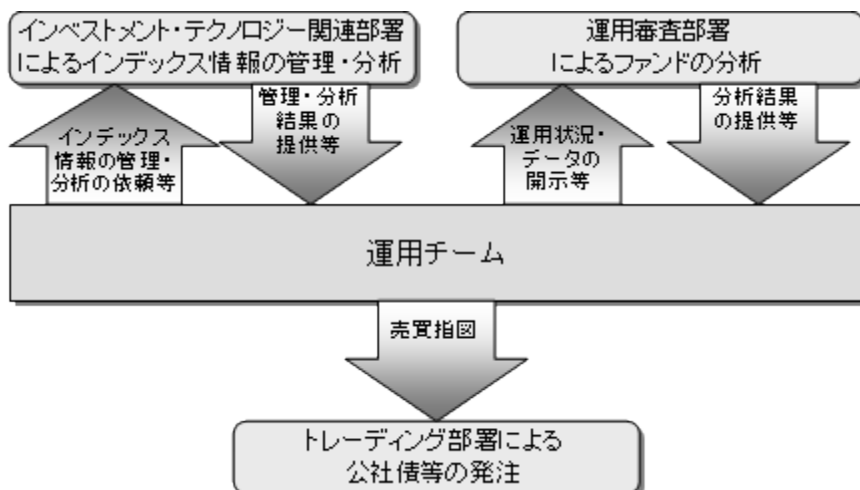 インベストメント・テクノロジー関連部署
によるインデックス情報の管理・分析
運用審査部署
によるファンドの分析
インデックス
情報の管理・
分析の依頼等
管理・分析
結果の
提供等
運用状況・
データの
開示等
分析結果
の提供等
運用チーム
売買指図
トレーディング部署による
公社債等の発注